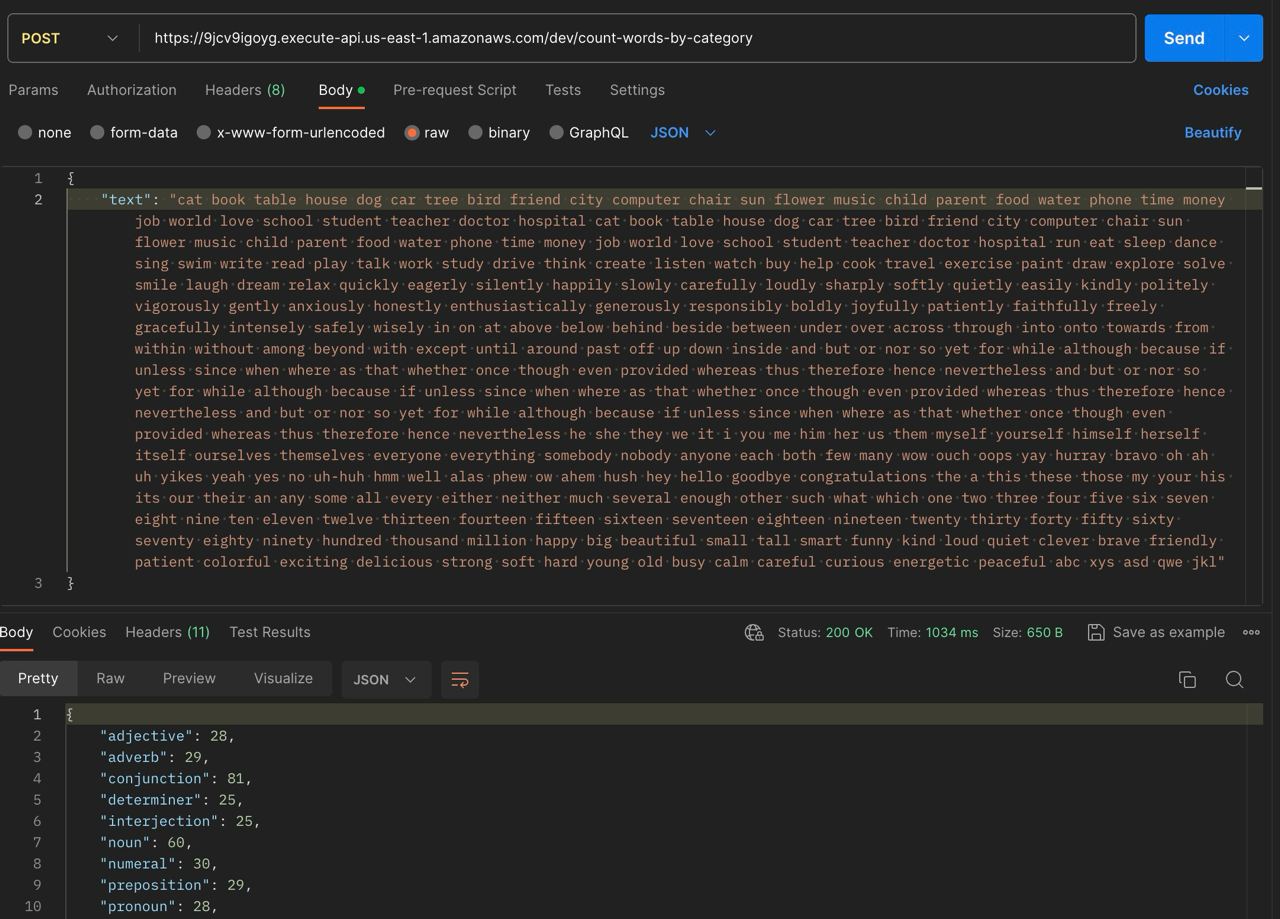 POST https://9jcv9igoyg.execute-api.us-east-1.amazonaws.com/dev/count-words-by-category Send
Params Authorization Headers (8) Body Pre-request Script Tests Settings Cookies
none form-data x-www-form-urlencoded raw binary GraphQL JSON Beautify
1 {
2 "text": "cat book table house dog car tree bird friend city computer chair sun flower music child parent food water phone time money
job world love school student teacher doctor hospital cat book table house dog car tree bird friend city computer chair sun
flower music child parent food water phone time money job world love school student teacher doctor hospital run eat sleep dance
sing swim write read play talk work study drive think create listen watch buy help cook travel exercise paint draw explore solve
smile laugh dream relax quickly eagerly silently happily slowly carefully loudly sharply softly quietly easily kindly politely
vigorously gently anxiously honestly enthusiastically generously responsibly boldly joyfully patiently faithfully freely
gracefully intensely safely wisely in on at above below behind beside between under over across through into onto towards from
within without among beyond with except until around past off up down inside and but or nor so yet for while although because if
unless since when where as that whether once though even provided whereas thus therefore hence nevertheless and but or nor so
yet for while although because if unless since when where as that whether once though even provided whereas thus therefore hence
nevertheless and but or nor so yet for while although because if unless since when where as that whether once though even
provided whereas thus therefore hence nevertheless he she they we it i you me him her us them myself yourself himself herself
itself ourselves themselves everyone everything somebody nobody anyone each both few many wow ouch oops yay hurray bravo oh ah
uh yikes yeah yes no uh-huh hmm well alas phew ow ahem hush hey hello goodbye congratulations the a this these those my your his
its our their an any some all every either neither much several enough other such what which one two three four five six seven
eight nine ten eleven twelve thirteen fourteen fifteen sixteen seventeen eighteen nineteen twenty thirty forty fifty sixty
seventy eighty ninety hundred thousand million happy big beautiful small tall smart funny kind loud quiet clever brave friendly
patient colorful exciting delicious strong soft hard young old busy calm careful curious energetic peaceful abc xys asd qwe jkl"
3 }
Body Cookies Headers (11) Test Results Status: 200 OK Time: 1034 ms Size: 650 B Save as example
Pretty Raw Preview Visualize JSON
1 {
2 "adjective": 28,
3 "adverb": 29,
4 "conjunction": 81,
5 "determiner": 25,
6 "interjection": 25,
7 "noun": 60,
8 "numeral": 30,
9 "preposition": 29,
10 "pronoun": 28,